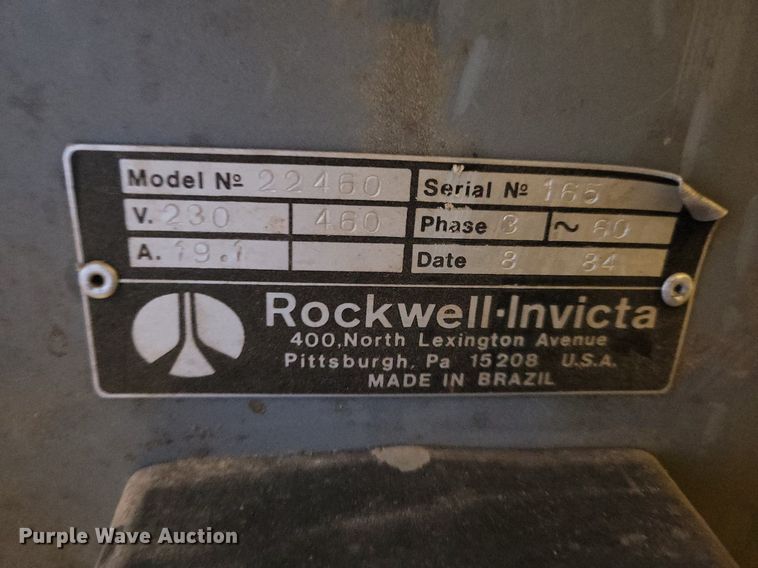 Model Nº 22460 Serial Nº 165
V. 230 460 Phase 3 ~ 60
A. 19.1 Date 8 84
Rockwell·Invicta
400,North Lexington Avenue
Pittsburgh, Pa 15208 U.S.A.
MADE IN BRAZIL
Purple Wave Auction